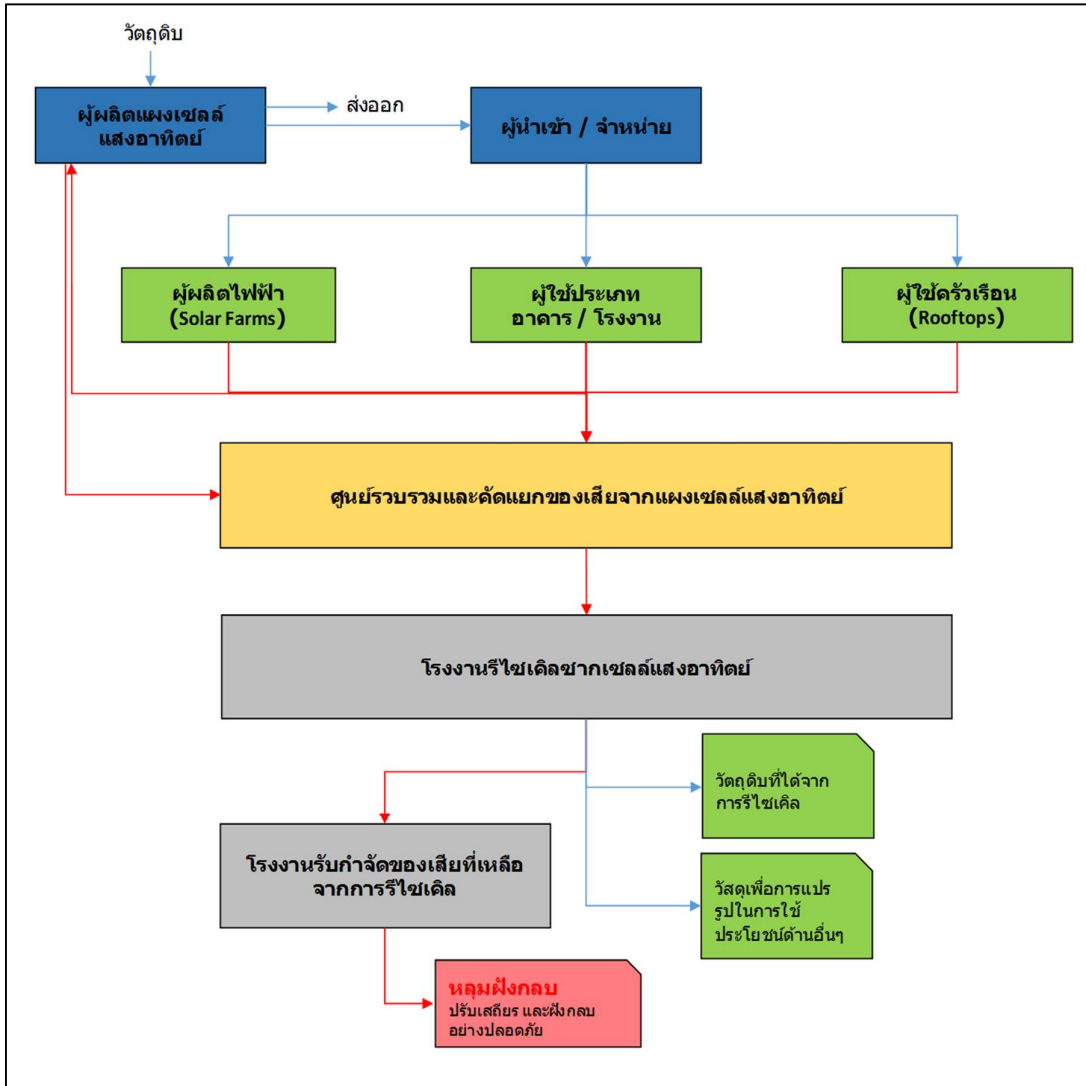 วัตถุดิบ
ผู้ผลิตแผงเซลล์
แสงอาทิตย์
ส่งออก
ผู้นำเข้า / จำหน่าย
ผู้ผลิตไฟฟ้า
(Solar Farms)
ผู้ใช้ประเภท
อาคาร / โรงงาน
ผู้ใช้ครัวเรือน
(Rooftops)
ศูนย์รวบรวมและคัดแยกของเสียจากแผงเซลล์แสงอาทิตย์
โรงงานรีไซเคิลซากเซลล์แสงอาทิตย์
วัตถุดิบที่ได้จาก
การรีไซเคิล
โรงงานรับกำจัดของเสียที่เหลือ
จากการรีไซเคิล
วัสดุเพื่อการแปร
รูปในการใช้
ประโยชน์ด้านอื่นๆ
หลุมฝังกลบ
ปรับเสถียร และฝังกลบ
อย่างปลอดภัย